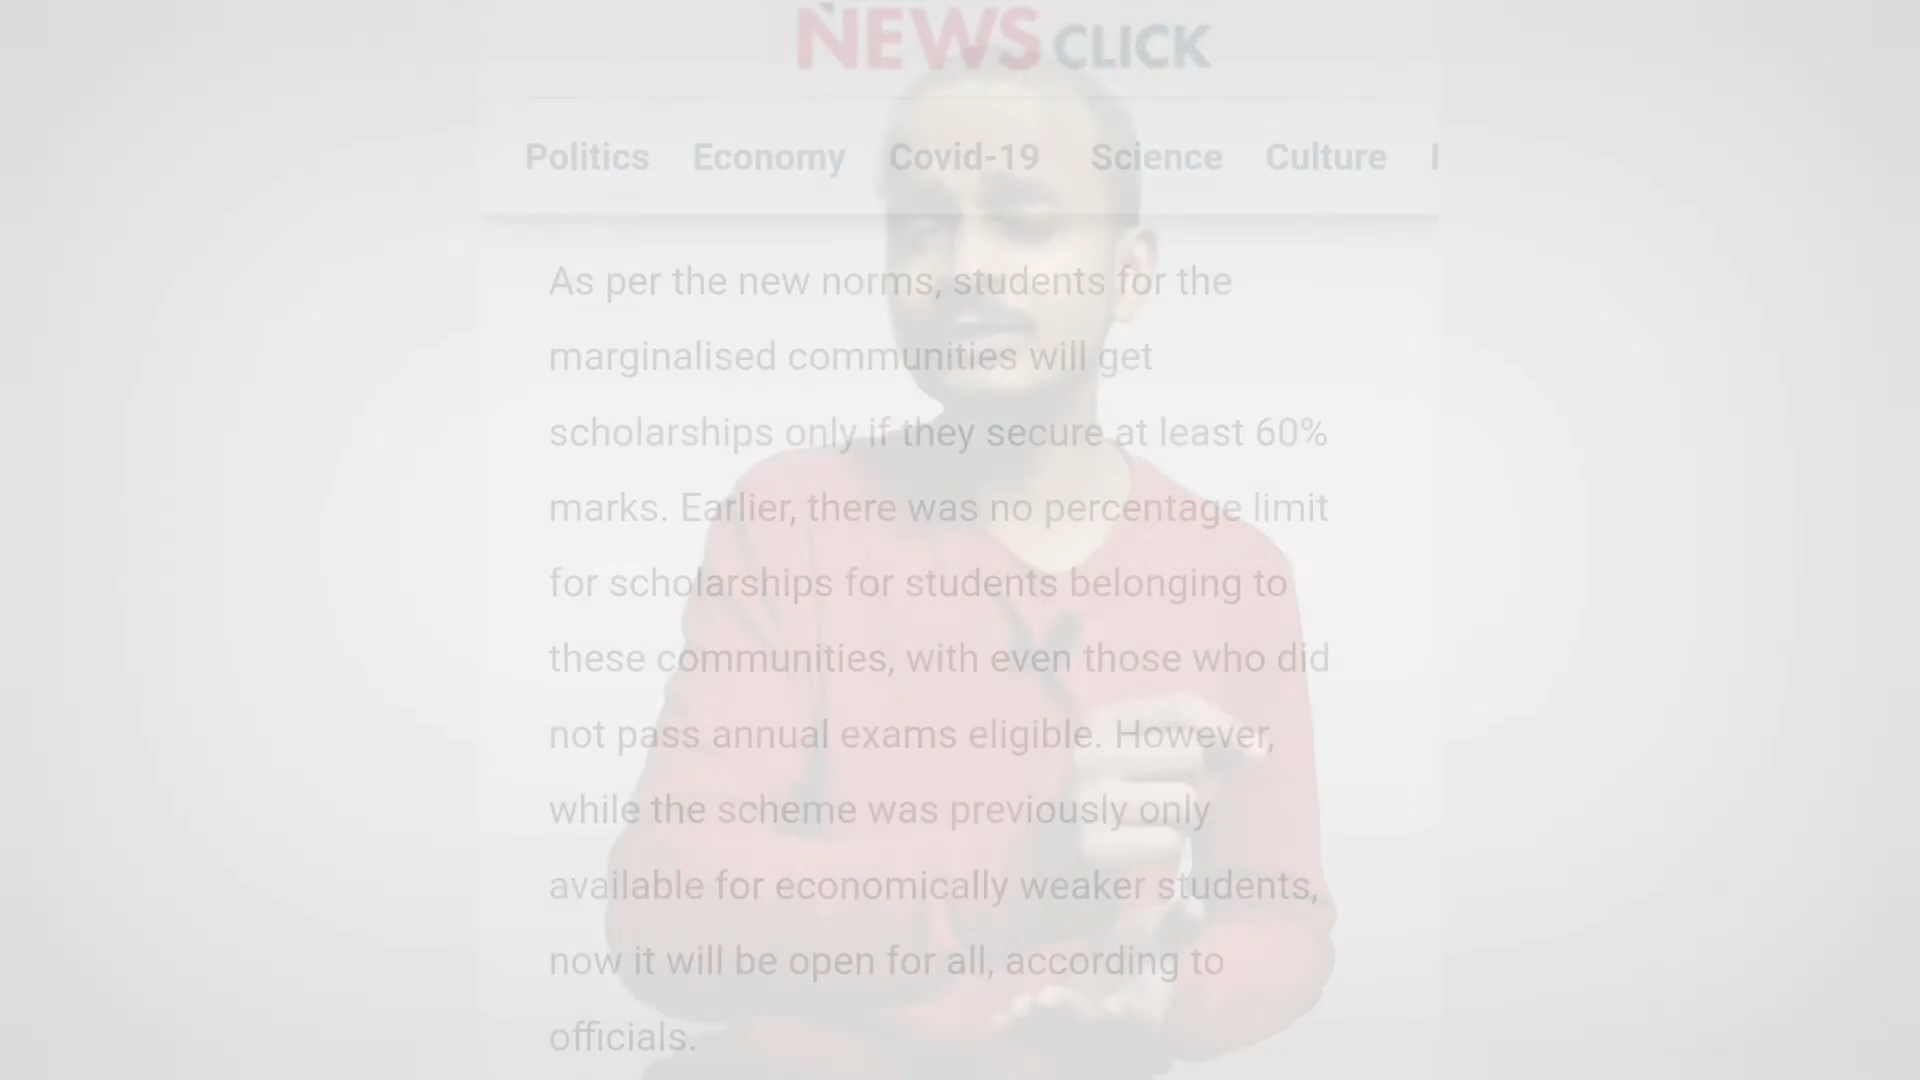 NEWSCLICK
Politics Economy Covid-19 Science Culture
As per the new norms, students for the
marginalised communities will get
scholarships only if they secure at least 60%
marks. Earlier, there was no percentage limit
for scholarships for students belonging to
these communities, with even those who did
not pass annual exams eligible. However,
while the scheme was previously only
available for economically weaker students,
now it will be open for all, according to
officials.